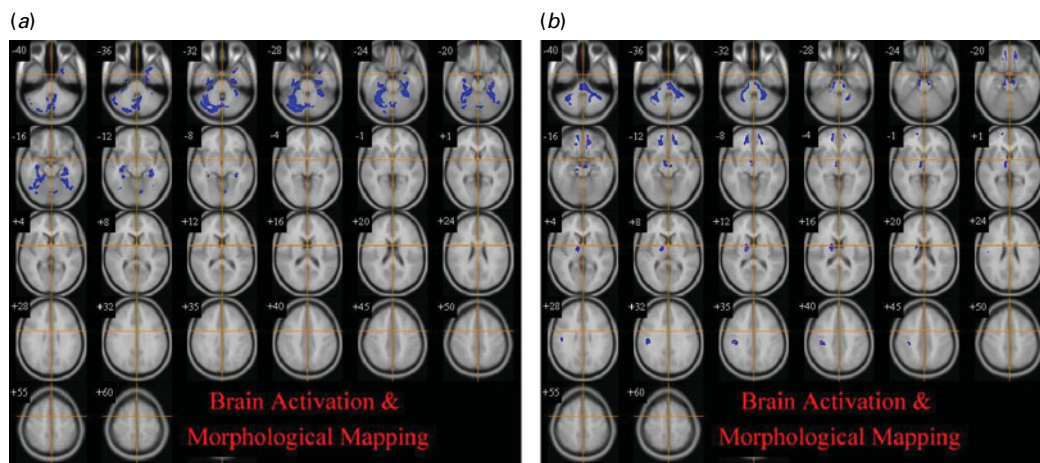 (a)
-40 -36 -32 -28 -24 -20
-16 -12 -8 -4 -1 +1
+4 +8 +12 +16 +20 +24
+28 +32 +35 +40 +45 +50
+55 +60
Brain Activation &
Morphological Mapping
(b)
-40 -36 -32 -28 -24 -20
-16 -12 -8 -4 -1 +1
+4 +8 +12 +16 +20 +24
+28 +32 +35 +40 +45 +50
+55 +60
Brain Activation &
Morphological Mapping